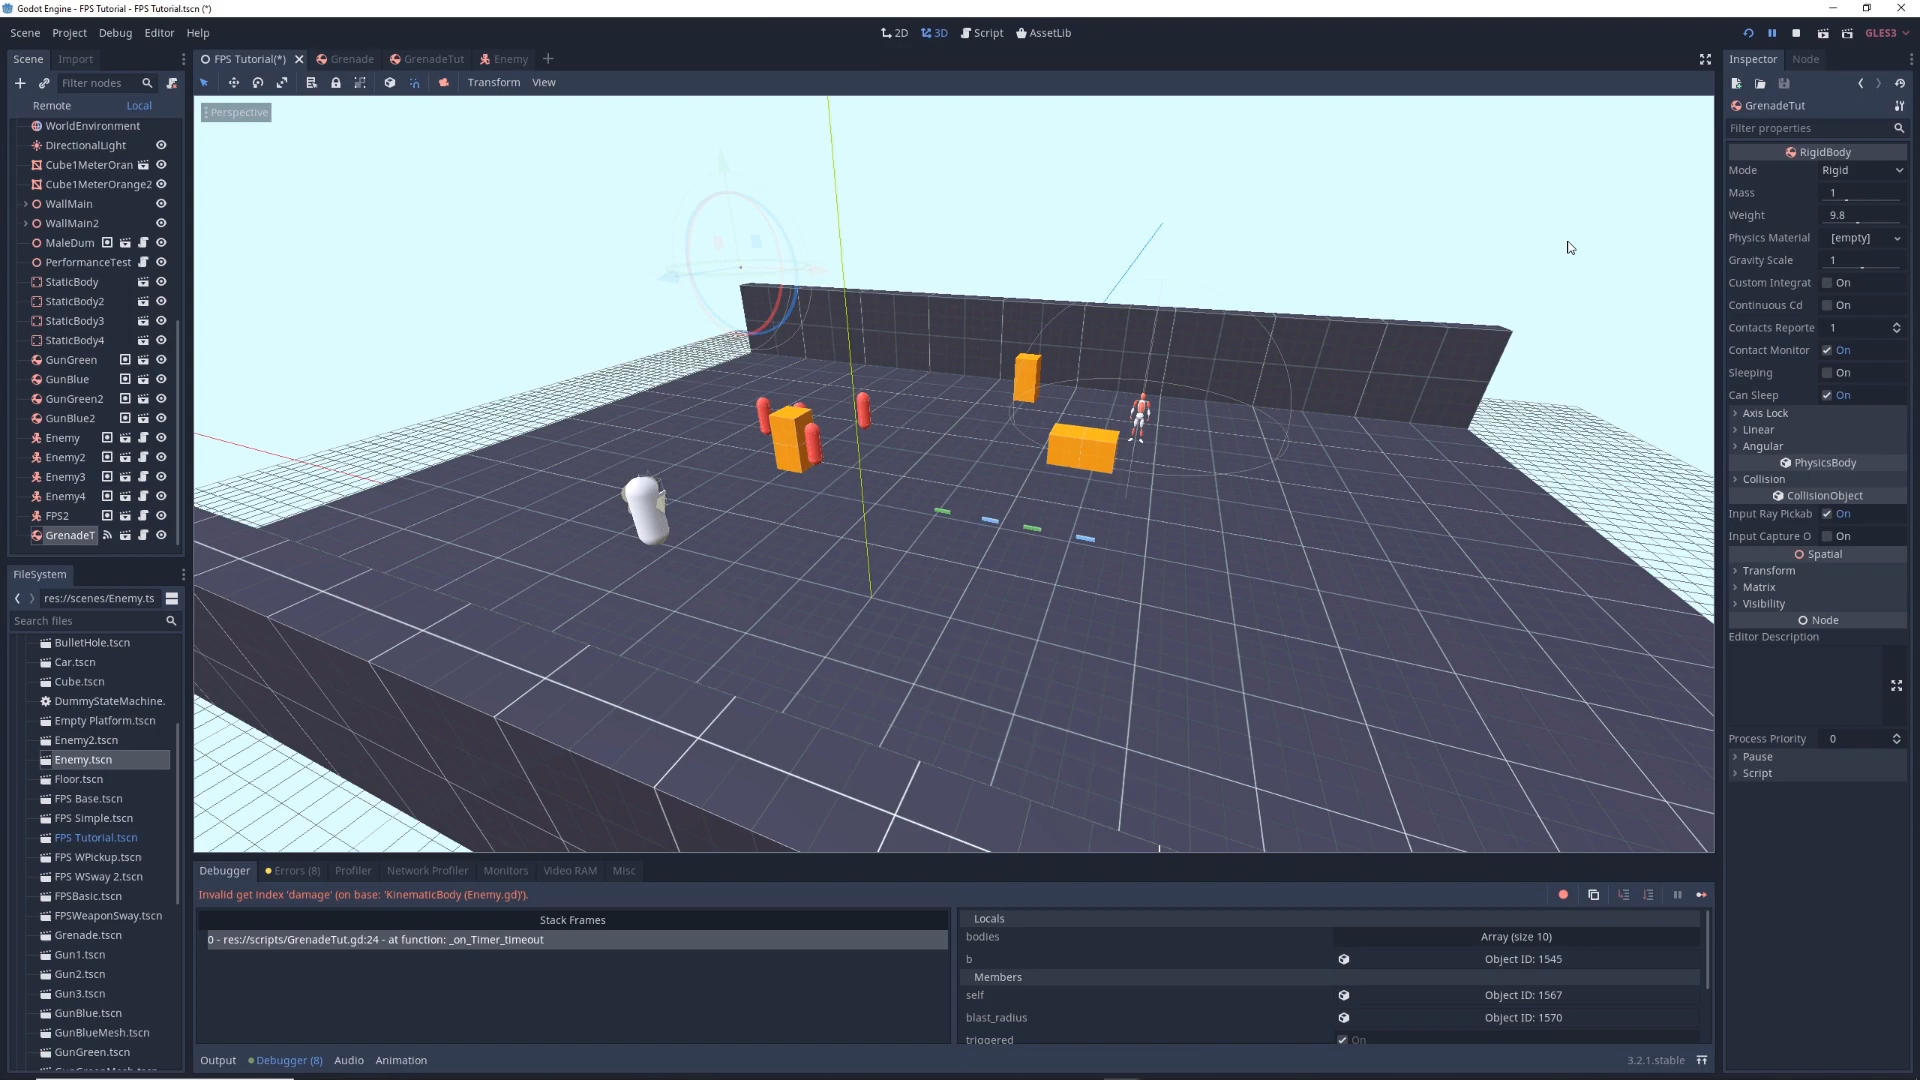 Godot Engine - FPS Tutorial - FPS Tutorial.tscn (*)
Scene Project Debug Editor Help
2D 3D Script AssetLib
GLES3
Scene Import
FPS Tutorial(*) Grenade GrenadeTut Enemy
Inspector Node
Filter nodes
Transform View
Remote Local
GrenadeTut
Perspective
Filter properties
WorldEnvironment
DirectionalLight
Cube1MeterOran
Cube1MeterOrange2
WallMain
WallMain2
MaleDum
PerformanceTest
StaticBody
StaticBody2
StaticBody3
StaticBody4
GunGreen
GunBlue
GunGreen2
GunBlue2
Enemy
Enemy2
Enemy3
Enemy4
FPS2
GrenadeT
RigidBody
Mode Rigid
Mass 1
Weight 9.8
Physics Material [empty]
Gravity Scale 1
Custom Integrat On
Continuous Cd On
Contacts Reporte 1
Contact Monitor On
Sleeping On
Can Sleep On
Axis Lock
Linear
Angular
PhysicsBody
Collision
CollisionObject
Input Ray Pickab On
Input Capture O On
Spatial
Transform
Matrix
Visibility
Node
Editor Description
Process Priority 0
Pause
Script
FileSystem
res://scenes/Enemy.ts
Search files
BulletHole.tscn
Car.tscn
Cube.tscn
DummyStateMachine.
Empty Platform.tscn
Enemy2.tscn
Enemy.tscn
Floor.tscn
FPS Base.tscn
FPS Simple.tscn
FPS Tutorial.tscn
FPS WPickup.tscn
FPS WSway 2.tscn
FPSBasic.tscn
FPSWeaponSway.tscn
Grenade.tscn
Gun1.tscn
Gun2.tscn
Gun3.tscn
GunBlue.tscn
GunBlueMesh.tscn
GunGreen.tscn
Debugger Errors (8) Profiler Network Profiler Monitors Video RAM Misc
Invalid get index 'damage' (on base: 'KinematicBody (Enemy.gd)').
Stack Frames
0 - res://scripts/GrenadeTut.gd:24 - at function: _on_Timer_timeout
Locals
bodies Array (size 10)
b Object ID: 1545
Members
self Object ID: 1567
blast_radius Object ID: 1570
triggered On
Output Debugger (8) Audio Animation
3.2.1.stable